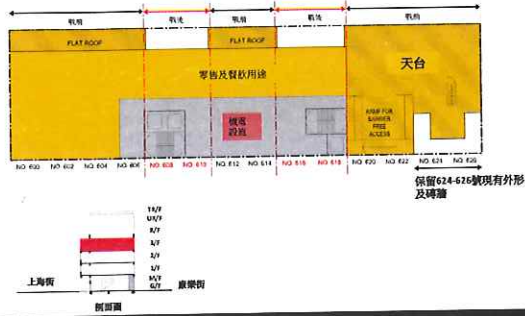 戰前 戰後 戰前 戰後 戰前
FLAT ROOF FLAT ROOF
零售及餐飲用途 天台
機電設施
RAMP FOR BARRIER FREE ACCESS
NO. 600 NO. 602 NO. 604 NO. 606 NO. 608 NO. 610 NO. 612 NO. 614 NO. 616 NO. 618 NO. 620 NO. 622 NO. 624 NO. 626
保留624-626號現有外形
及磚牆
TR/F
UR/F
R/F
3/F
2/F
1/F
M/F
G/F
上海街 康樂街
剖面圖